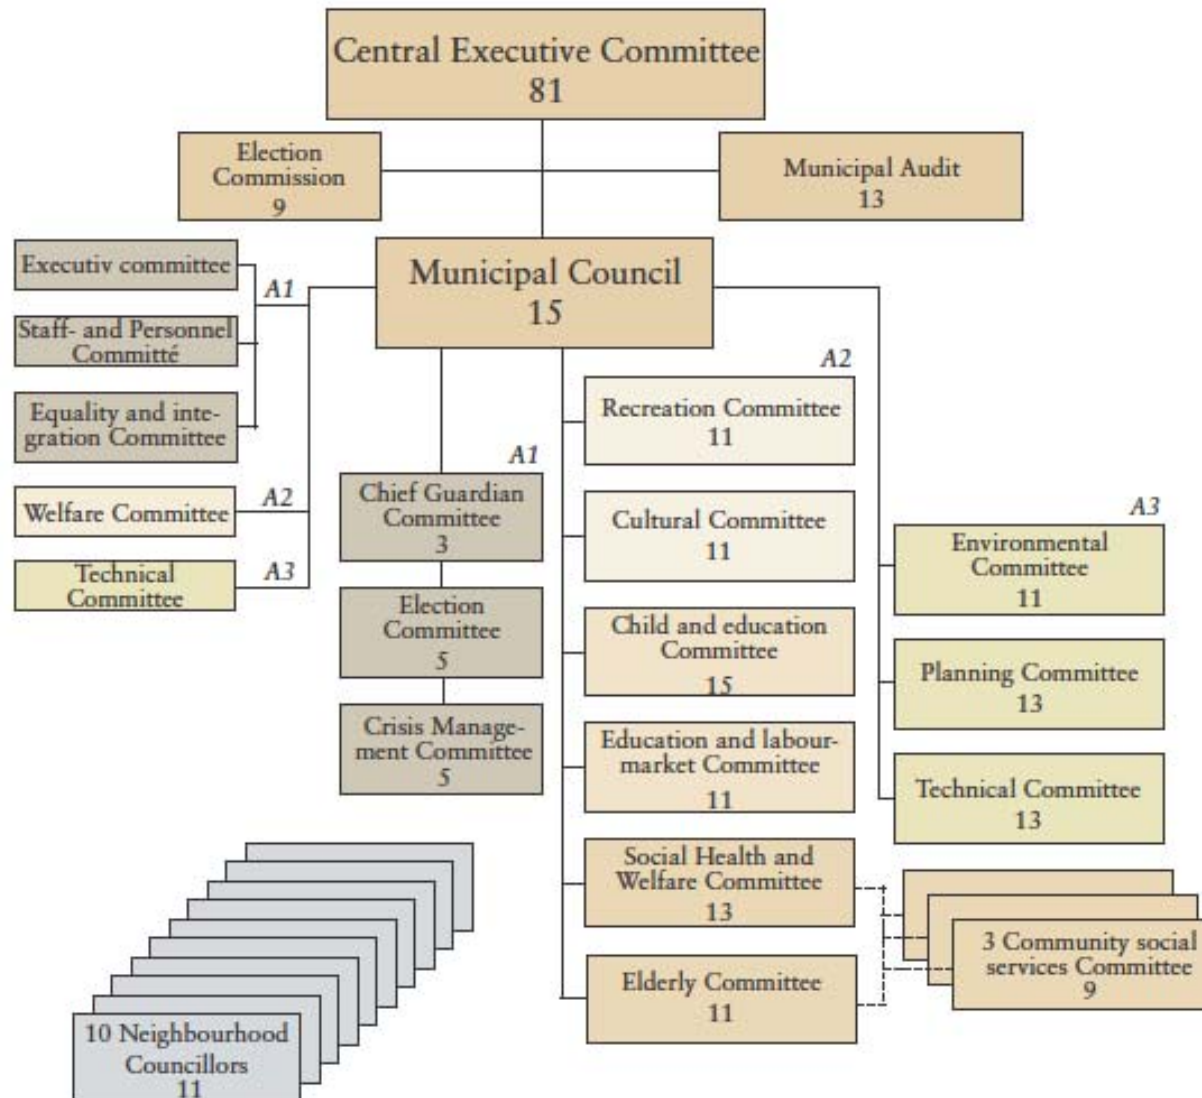 Central Executive Committee
81
Election
Commission
9
Municipal Audit
13
Municipal Council
15
Executiv committee
A1
Staff- and Personnel
Committé
Equality and inte-
gration Committee
Welfare Committee
A2
Technical
Committee
A3
A1
Chief Guardian
Committee
3
Election
Committee
5
Crisis Manage-
ment Committee
5
A2
Recreation Committee
11
Cultural Committee
11
Child and education
Committee
15
Education and labour-
market Committee
11
Social Health and
Welfare Committee
13
Elderly Committee
11
A3
Environmental
Committee
11
Planning Committee
13
Technical Committee
13
3 Community social
services Committee
9
10 Neighbourhood
Councillors
11